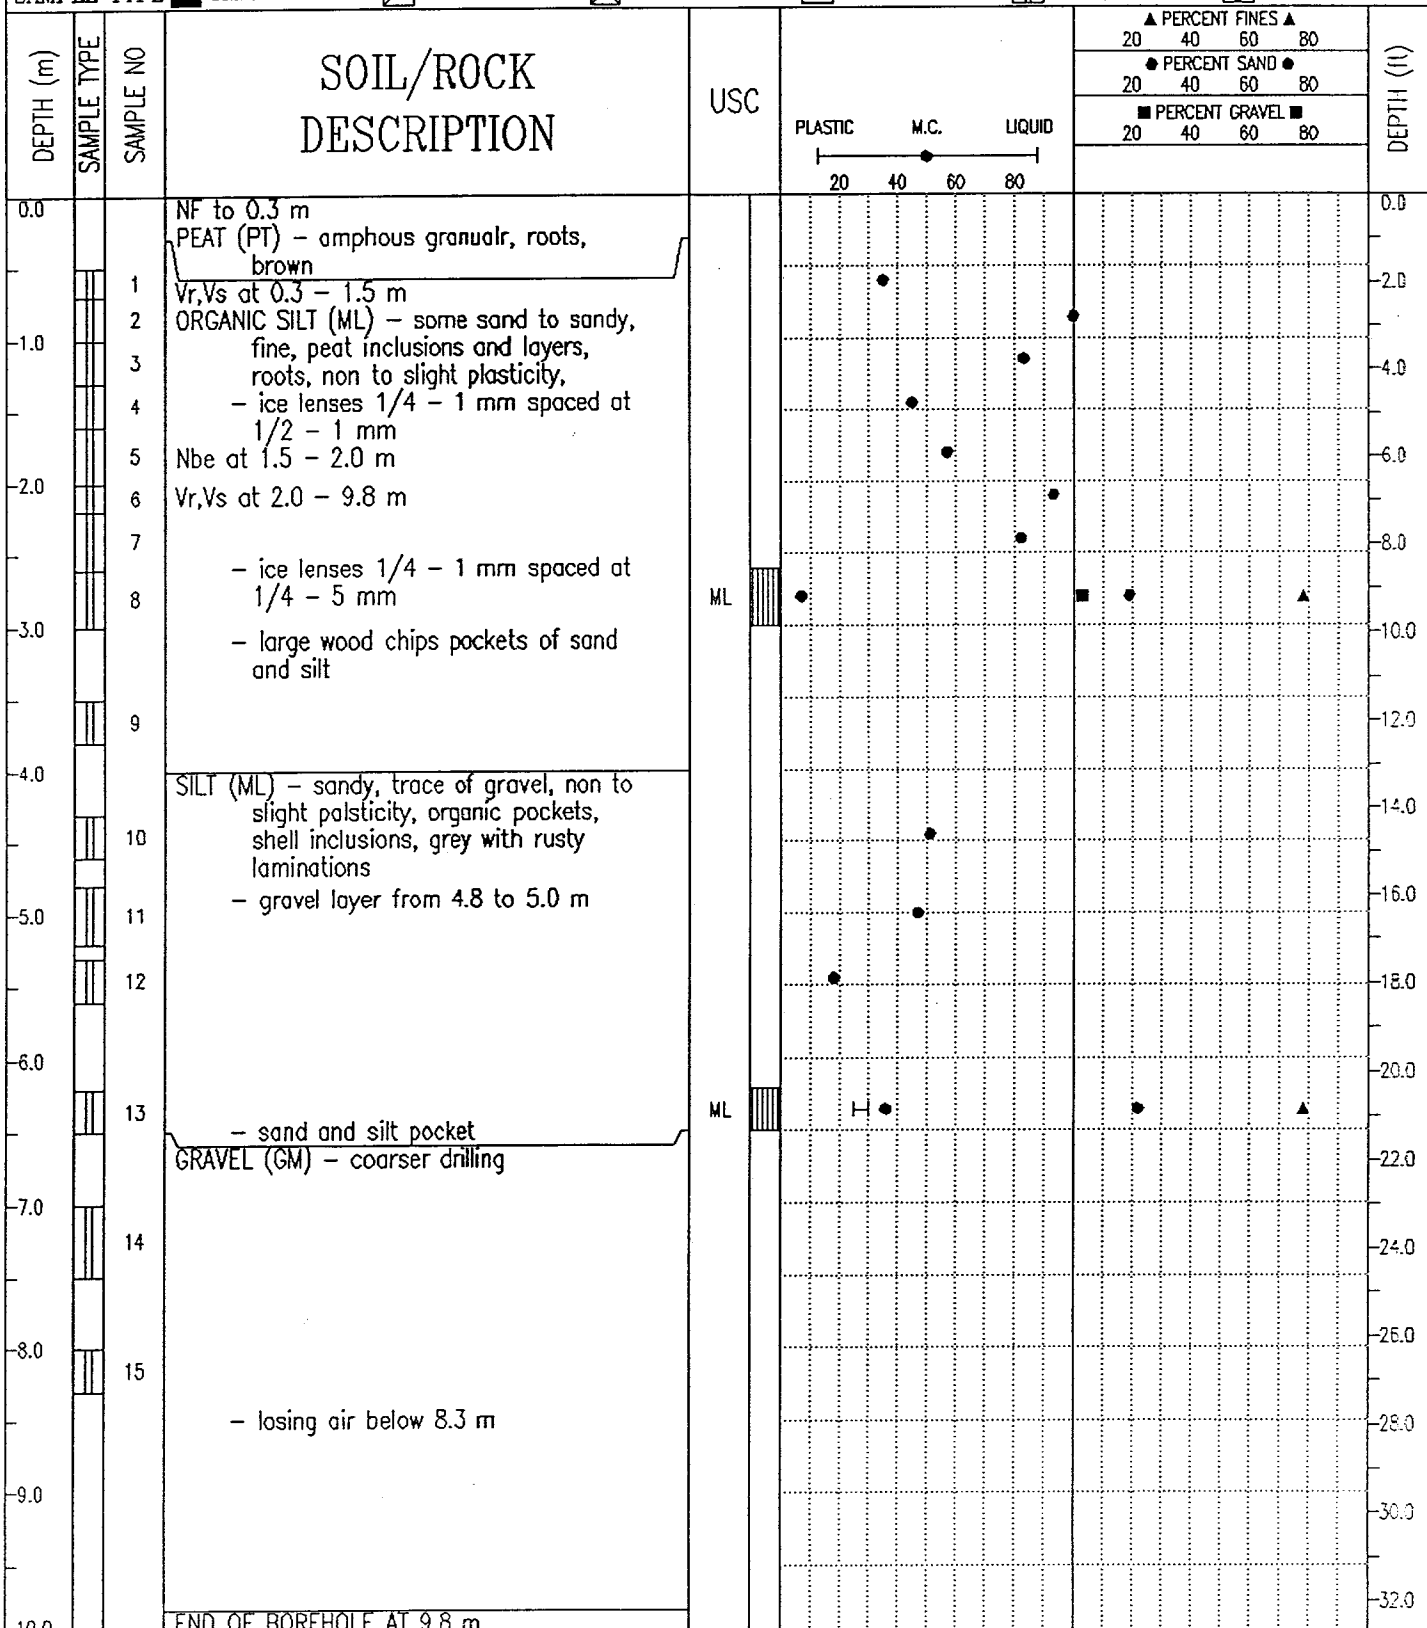 DEPTH (m)
SAMPLE TYPE
SAMPLE NO
SOIL/ROCK
DESCRIPTION
USC
PLASTIC M.C. LIQUID
20 40 60 80
▲ PERCENT FINES ▲
20 40 60 80
● PERCENT SAND ●
20 40 60 80
■ PERCENT GRAVEL ■
20 40 60 80
DEPTH (ft)
0.0
NF to 0.3 m
0.0
PEAT (PT) – amphous granualr, roots,
brown
1
Vr,Vs at 0.3 – 1.5 m
2.0
2
ORGANIC SILT (ML) – some sand to sandy,
1.0
fine, peat inclusions and layers,
3
roots, non to slight plasticity,
4.0
4
– ice lenses 1/4 – 1 mm spaced at
1/2 – 1 mm
5
Nbe at 1.5 – 2.0 m
6.0
2.0
6
Vr,Vs at 2.0 – 9.8 m
7
8.0
– ice lenses 1/4 – 1 mm spaced at
8
1/4 – 5 mm
ML
3.0
10.0
– large wood chips pockets of sand
and silt
9
12.0
4.0
SILT (ML) – sandy, trace of gravel, non to
slight palsticity, organic pockets,
14.0
10
shell inclusions, grey with rusty
laminations
– gravel layer from 4.8 to 5.0 m
16.0
5.0
11
12
18.0
6.0
20.0
13
ML
– sand and silt pocket
GRAVEL (GM) – coarser drilling
22.0
7.0
14
24.0
26.0
8.0
15
– losing air below 8.3 m
28.0
9.0
30.0
32.0
END OF BOREHOLE AT 9.8 m
10.0